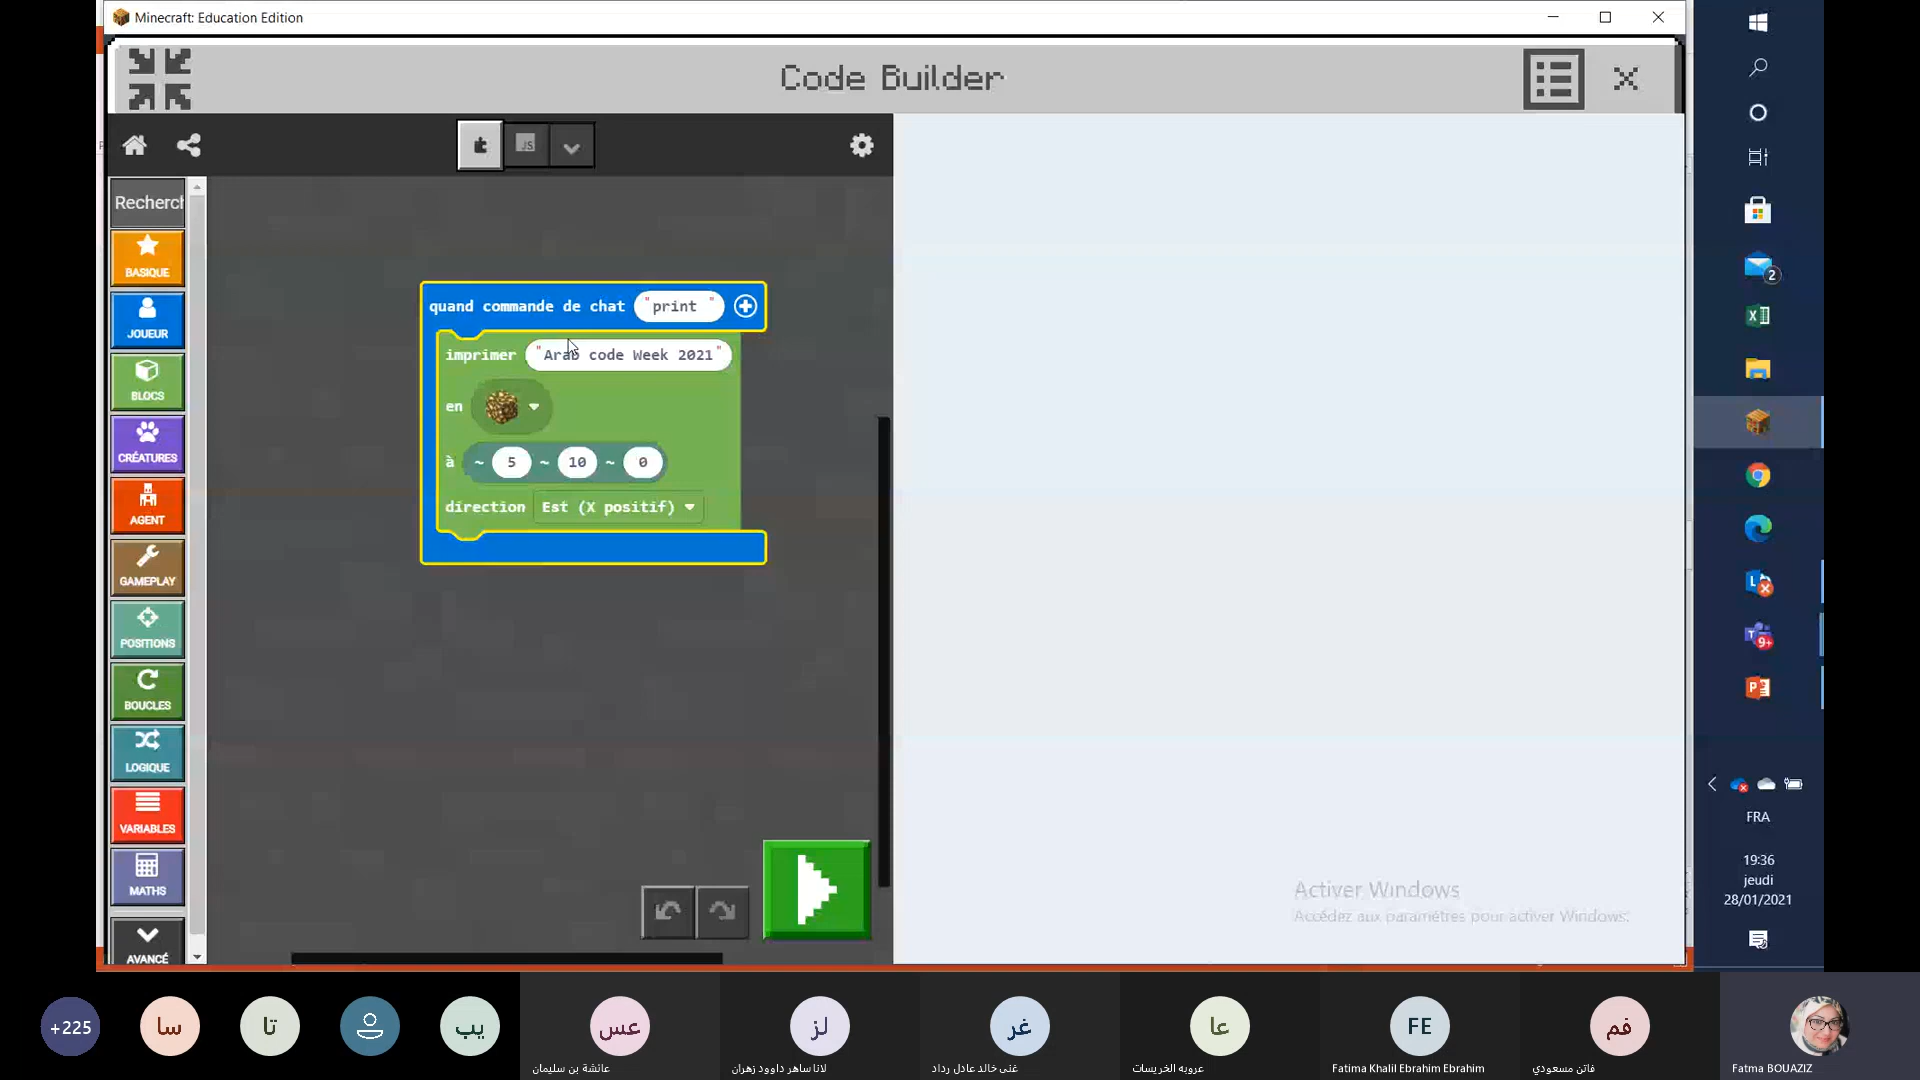 Minecraft: Education Edition
Code Builder
JS
Recherch
BASIQUE
JOUEUR
BLOCS
CRÉATURES
AGENT
GAMEPLAY
POSITIONS
BOUCLES
LOGIQUE
VARIABLES
MATHS
AVANCÉ
quand commande de chat "print "
imprimer "Arab code Week 2021"
en
à ~ 5 ~ 10 ~ 0
direction Est (X positif)
Activer Windows
Accédez aux paramètres pour activer Windows.
2
9+
FRA
19:36
jeudi
28/01/2021
+225
سا
تا
يب
عس
عائشة بن سليمان
لز
لانا ساهر داوود زهران
غر
غنى خالد عادل رداد
عا
عروبه الخريسات
FE
Fatima Khalil Ebrahim Ebrahim
فم
فاتن مسعودي
Fatma BOUAZIZ